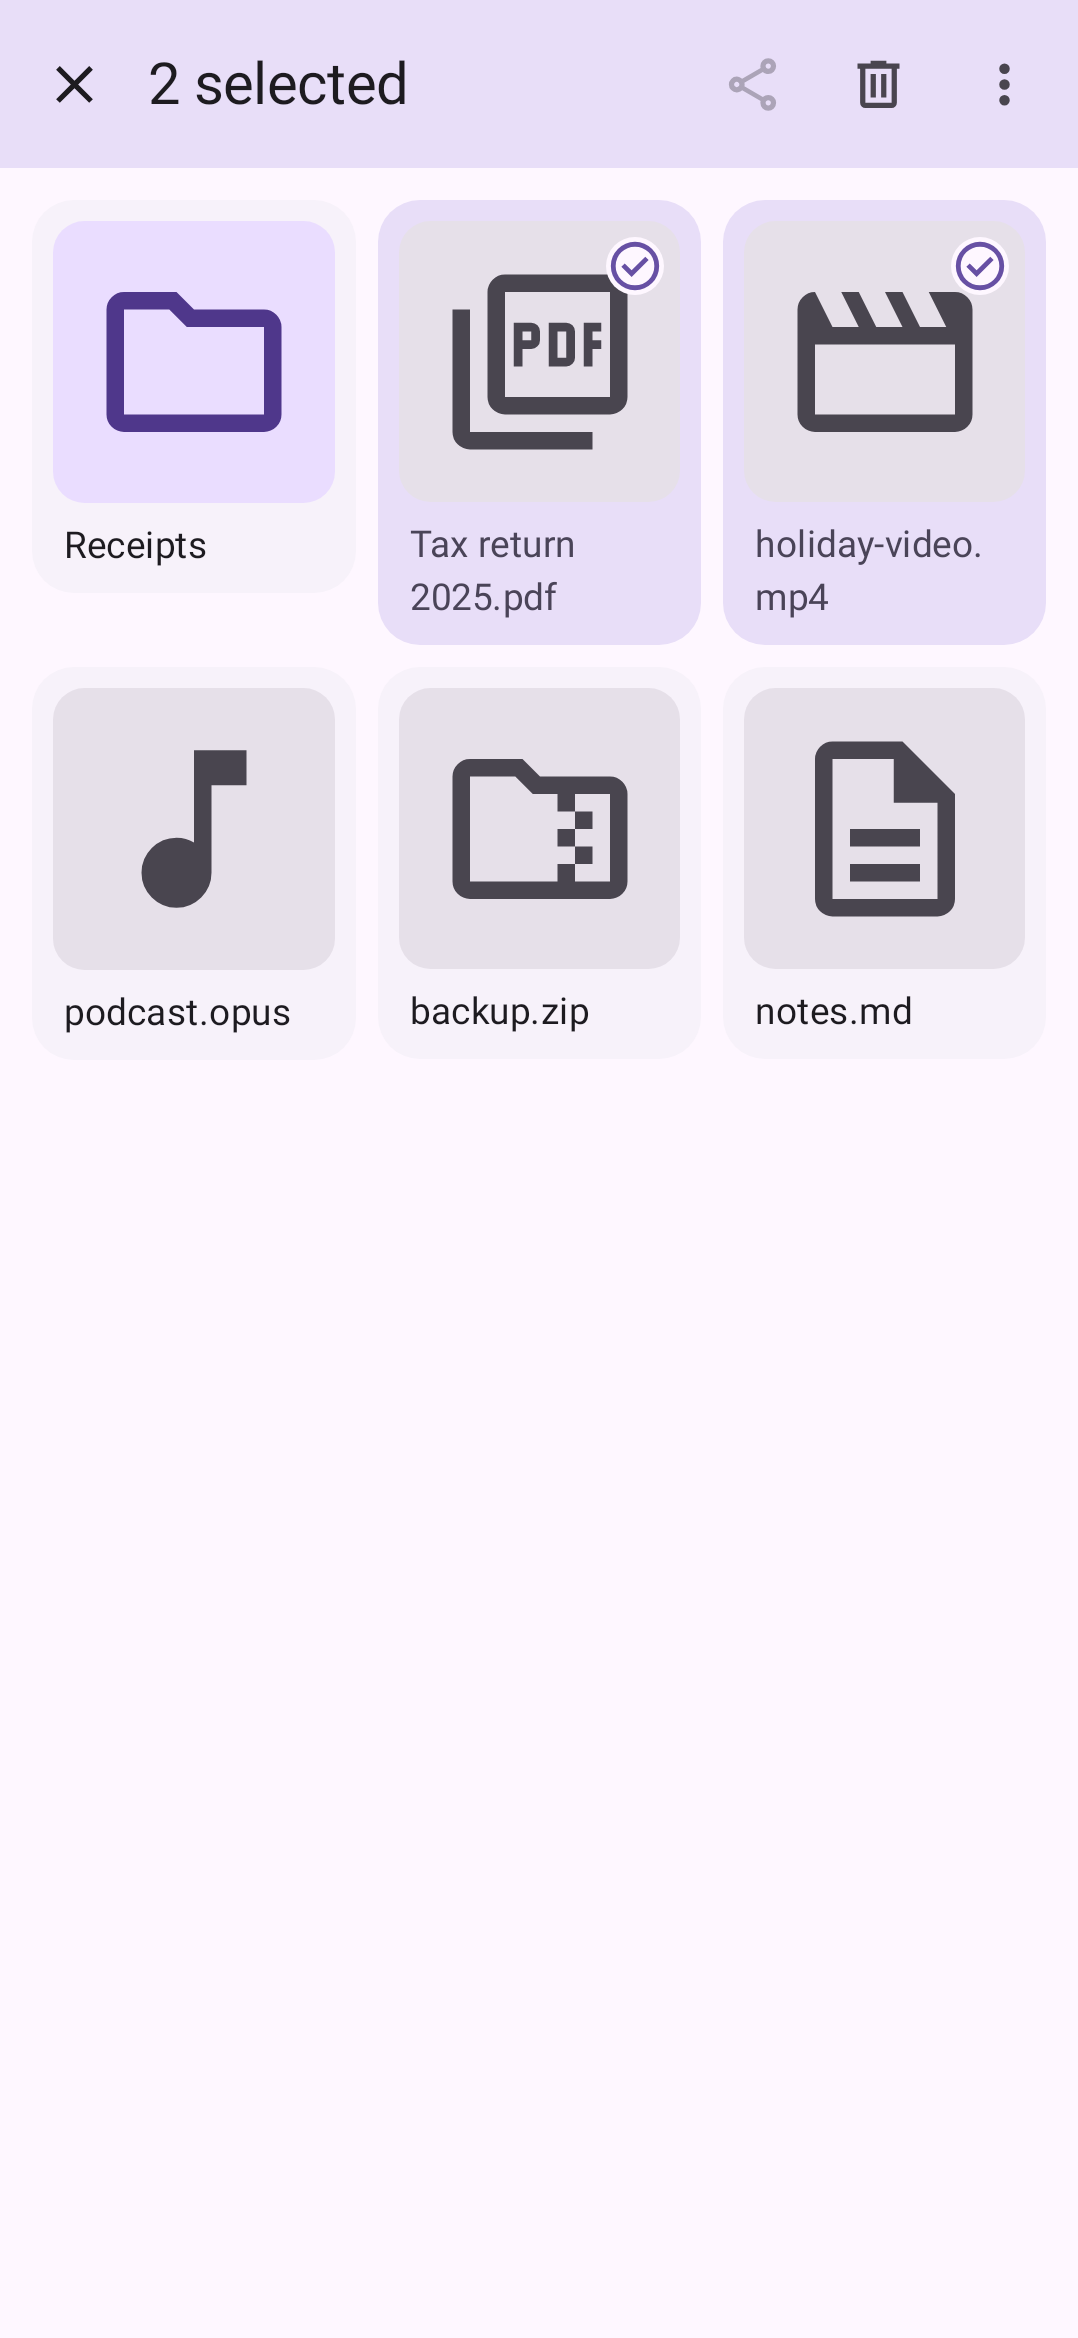 2 selected
PDF
Receipts
Tax return
2025.pdf
holiday-video.
mp4
podcast.opus
backup.zip
notes.md